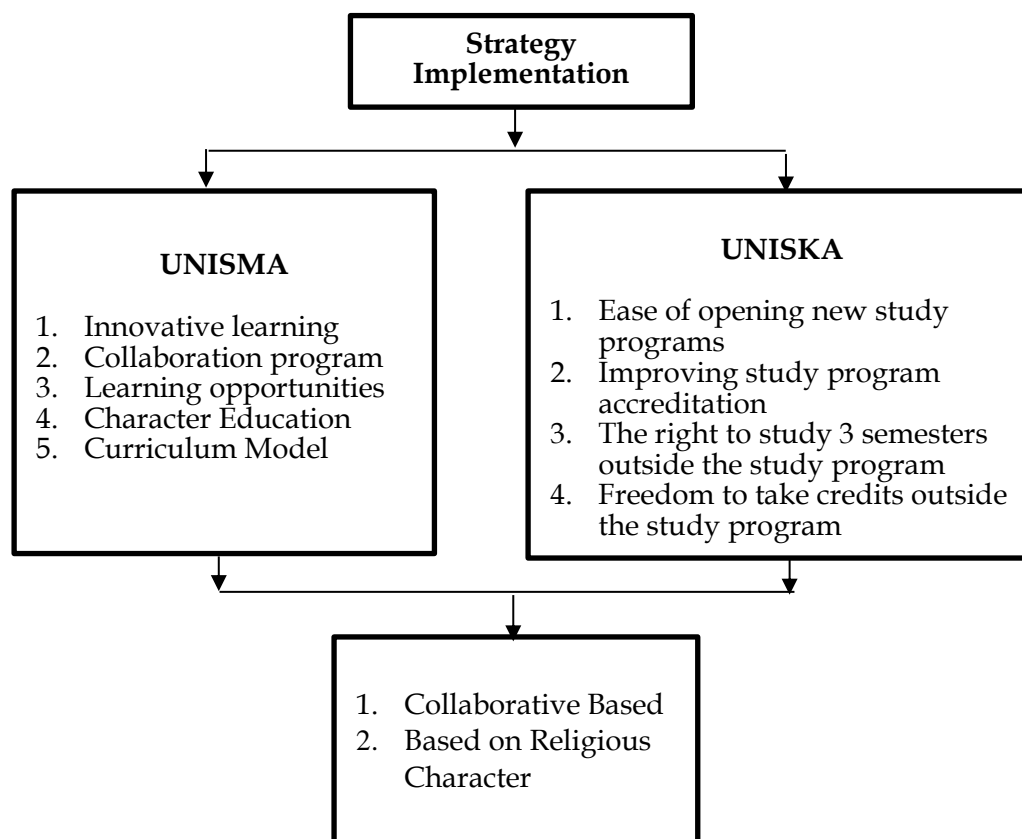 Strategy
Implementation
UNISMA
1. Innovative learning
2. Collaboration program
3. Learning opportunities
4. Character Education
5. Curriculum Model
UNISKA
1. Ease of opening new study
programs
2. Improving study program
accreditation
3. The right to study 3 semesters
outside the study program
4. Freedom to take credits outside
the study program
1. Collaborative Based
2. Based on Religious
Character